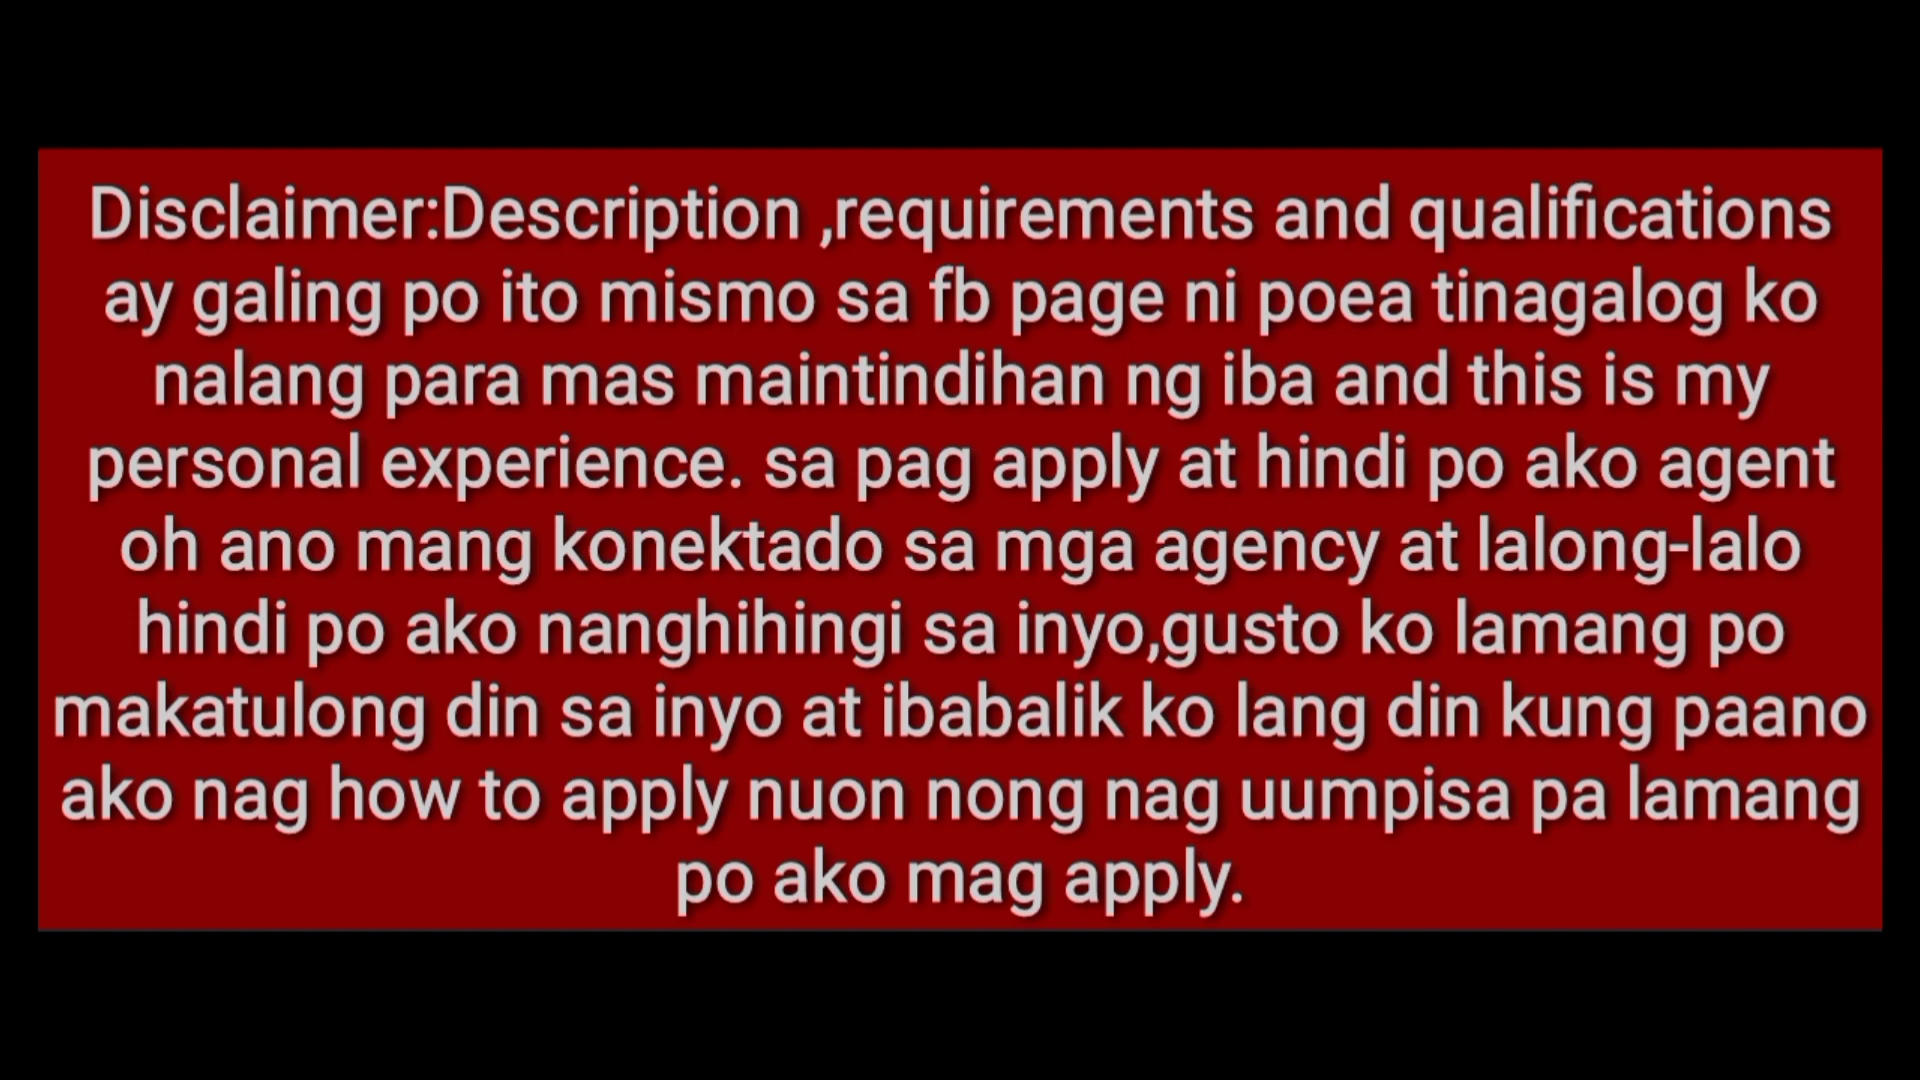 Disclaimer:Description ,requirements and qualifications
ay galing po ito mismo sa fb page ni poea tinagalog ko
nalang para mas maintindihan ng iba and this is my
personal experience. sa pag apply at hindi po ako agent
oh ano mang konektado sa mga agency at lalong-lalo
hindi po ako nanghihingi sa inyo,gusto ko lamang po
makatulong din sa inyo at ibabalik ko lang din kung paano
ako nag how to apply nuon nong nag uumpisa pa lamang
po ako mag apply.